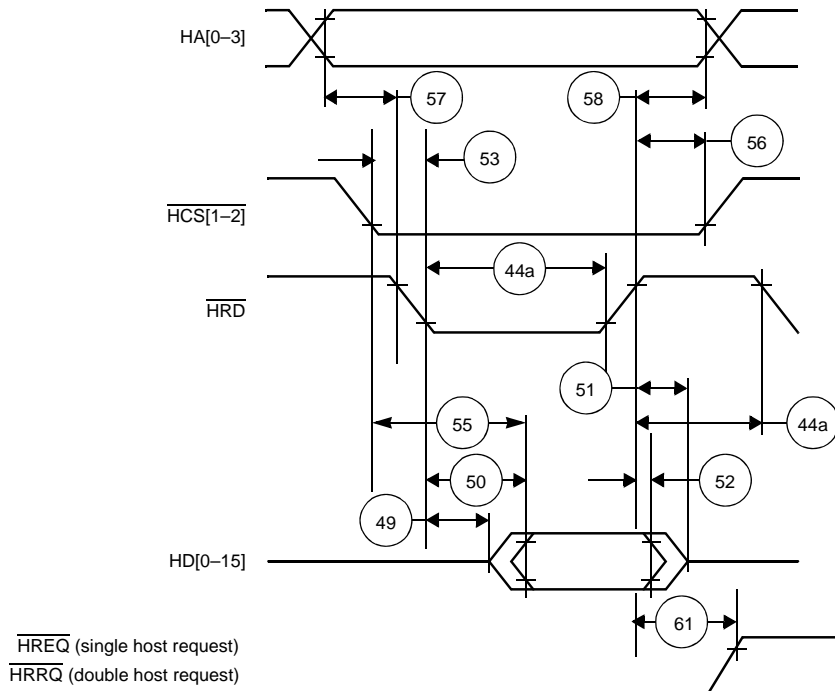 HA[0–3]
57
58
53
56
HCS[1–2]
44a
HRD
51
55
44a
50
52
49
HD[0–15]
61
HREQ (single host request)
HRRQ (double host request)